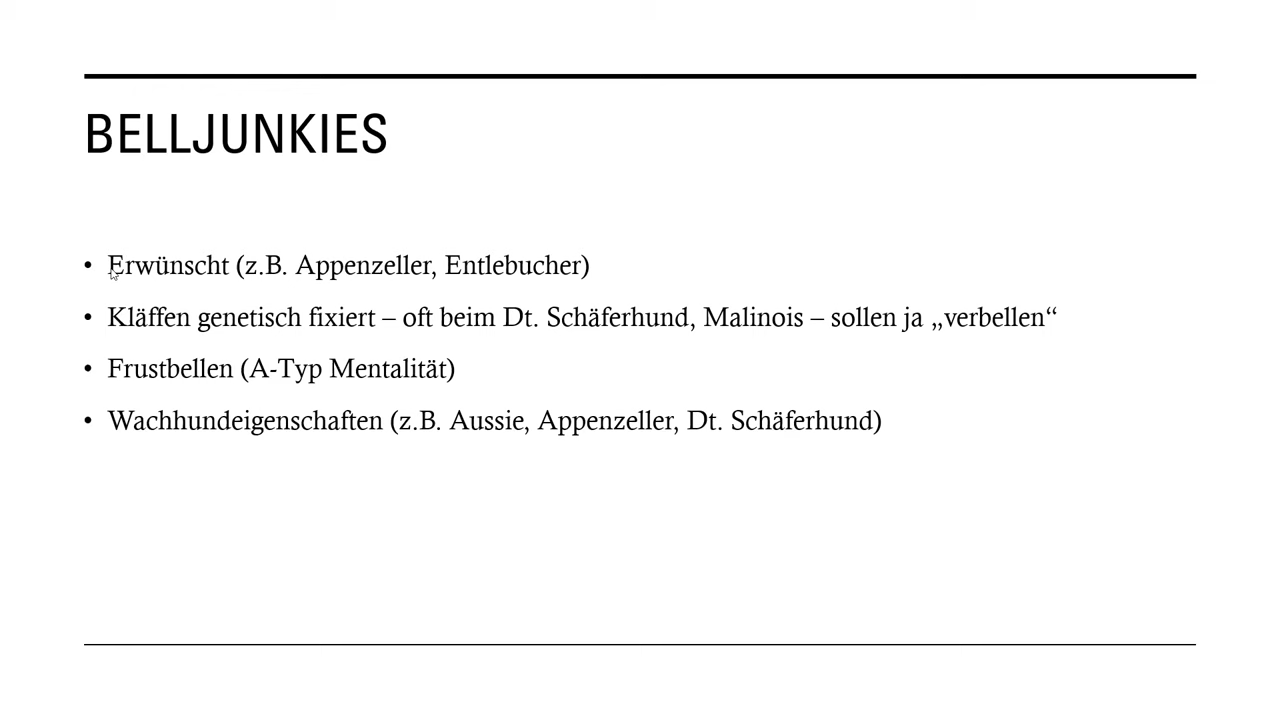 BELLJUNKIES
• Erwünscht (z.B. Appenzeller, Entlebucher)
• Kläffen genetisch fixiert – oft beim Dt. Schäferhund, Malinois – sollen ja „verbellen“
• Frustbellen (A-Typ Mentalität)
• Wachhundeigenschaften (z.B. Aussie, Appenzeller, Dt. Schäferhund)